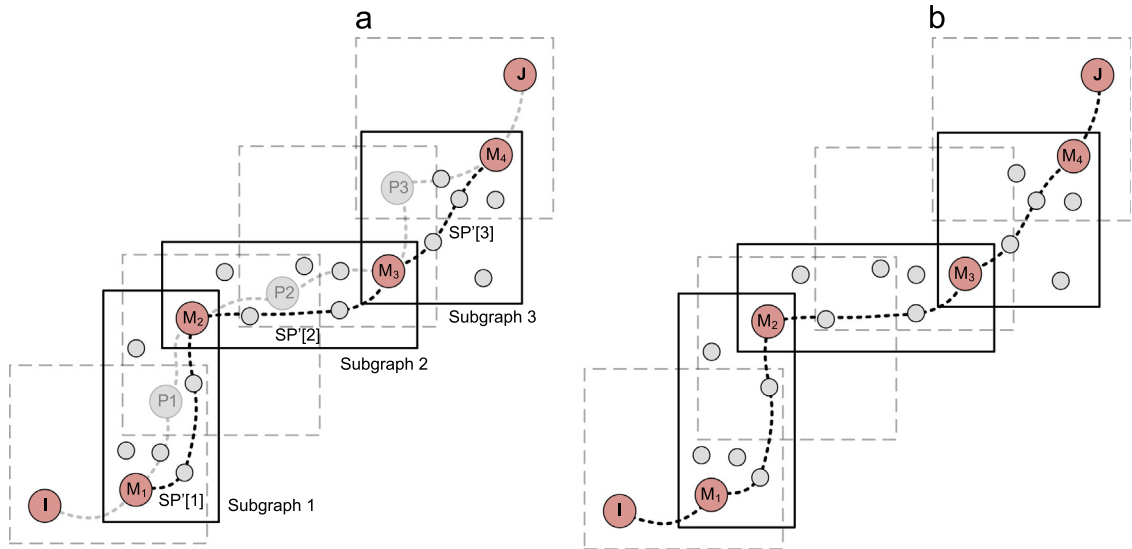 a
J
M₄
P3
SP'[3]
M₃
Subgraph 3
P2
M₂
SP'[2]
Subgraph 2
P1
M₁
SP'[1]
Subgraph 1
I
b
J
M₄
M₃
M₂
M₁
I